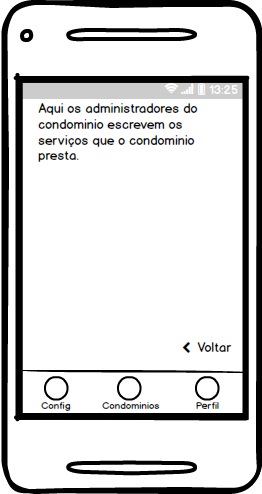 13:25
Aqui os administradores do
condominio escrevem os
serviços que o condominio
presta.
Voltar
Config Condominios Perfil